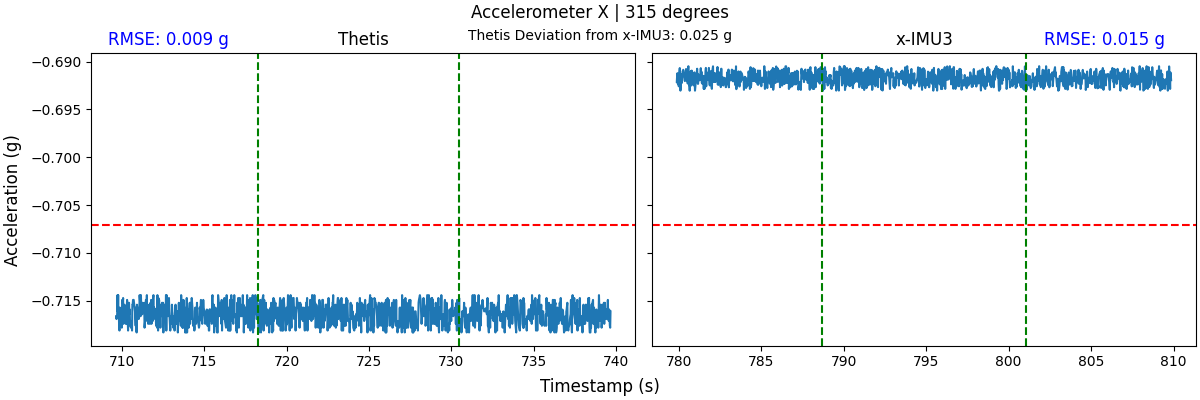 Accelerometer X | 315 degrees
RMSE: 0.009 g
Thetis
Thetis Deviation from x-IMU3: 0.025 g
x-IMU3
RMSE: 0.015 g
Acceleration (g)
−0.690
−0.695
−0.700
−0.705
−0.710
−0.715
710 715 720 725 730 735 740
780 785 790 795 800 805 810
Timestamp (s)